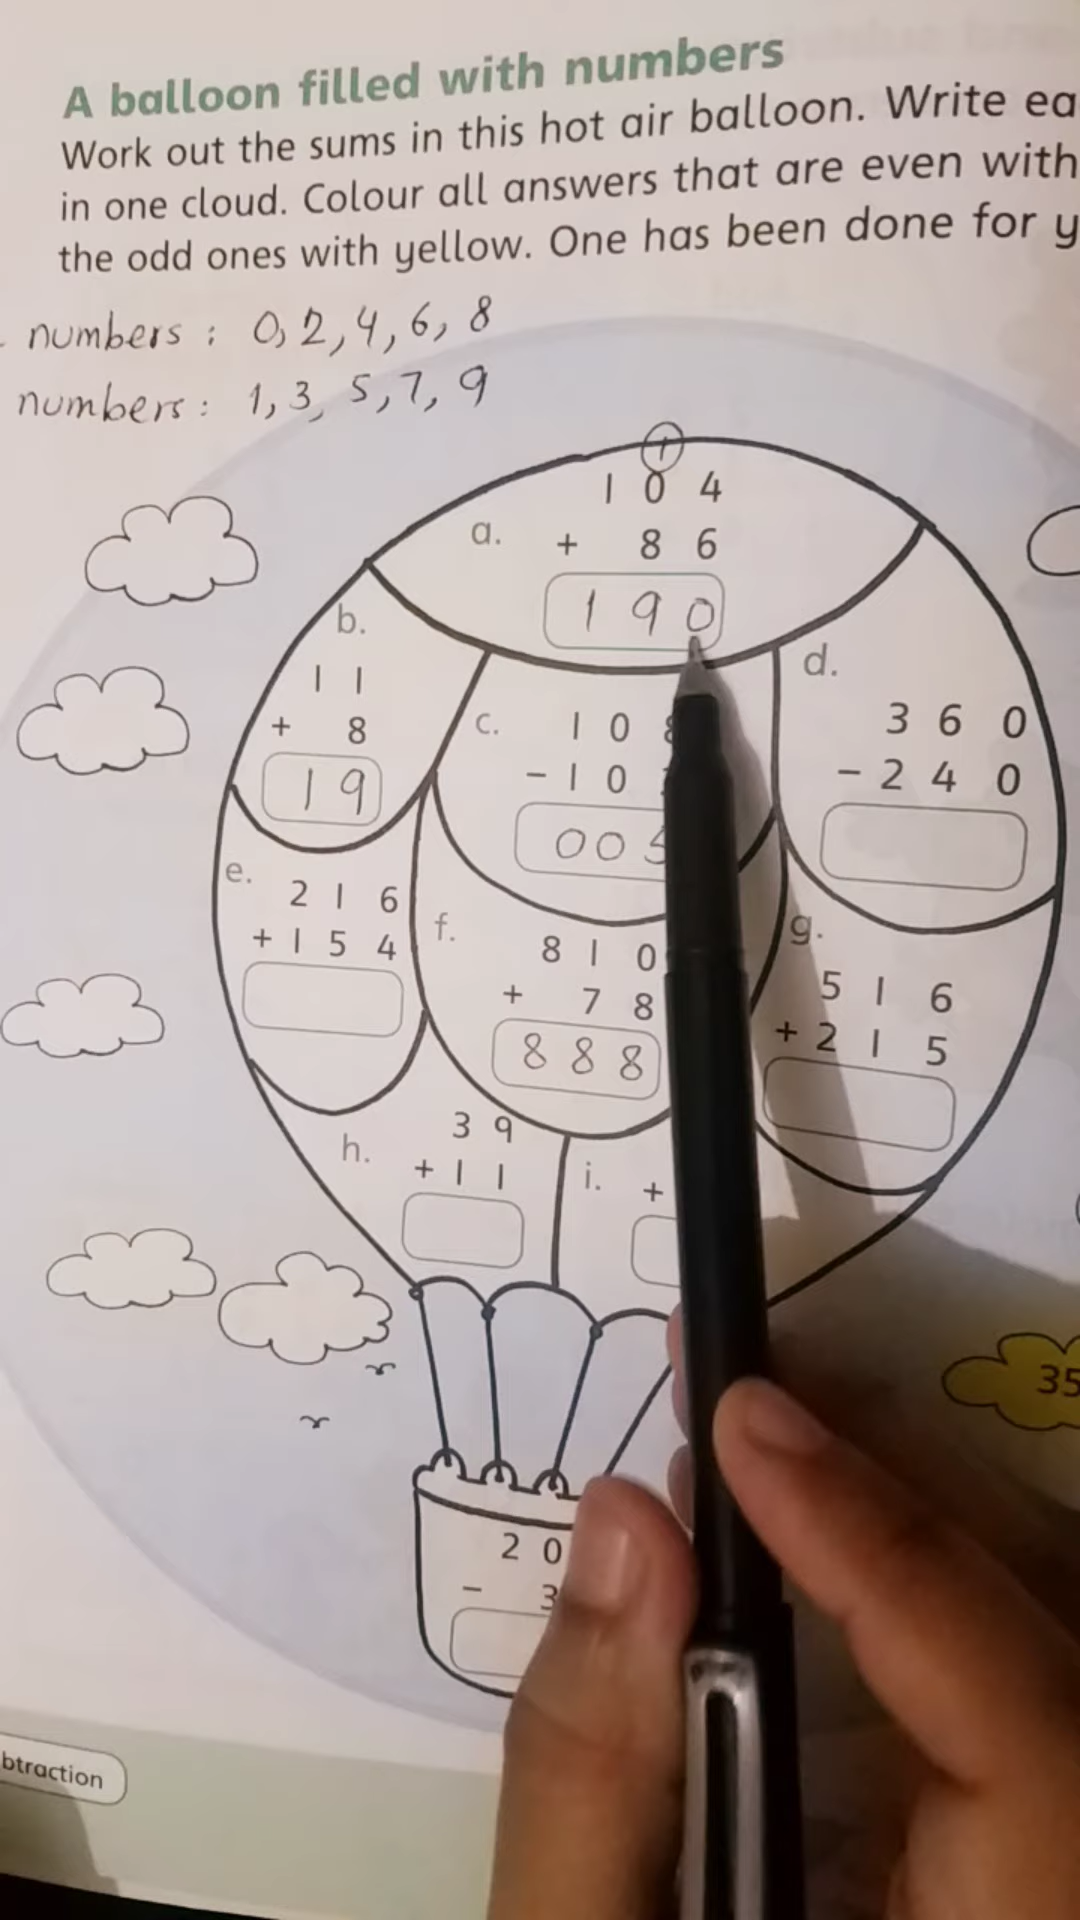 A balloon filled with numbers
Work out the sums in this hot air balloon. Write
in one cloud. Colour all answers that are even with
the odd ones with yellow. One has been done for
numbers : 0, 2, 4, 6, 8
numbers : 1, 3, 5, 7, 9
1
1 0 4
a. + 8 6
1 9 0
b.
1 1
+ 8
1 9
c. 1 0
- 1 0
0 0 5
d.
3 6 0
- 2 4 0
e. 2 1 6
+ 1 5 4
f. 8 1 0
+ 7 8
8 8 8
g.
5 1 6
+ 2 1 5
h. 3 9
+ 1 1
i. +
35
2 0
- 3